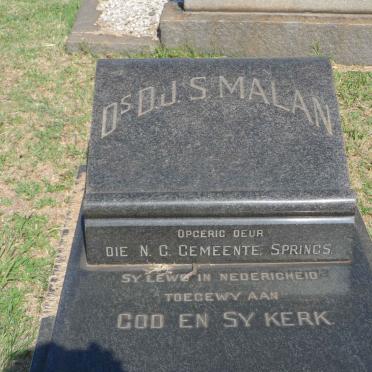 DS D.J.S. MALAN
OPGERIG DEUR
DIE N. G. GEMEENTE, SPRINGS.
SY LEWE IN NEDERIGHEID
TOEGEWY AAN
GOD EN SY KERK